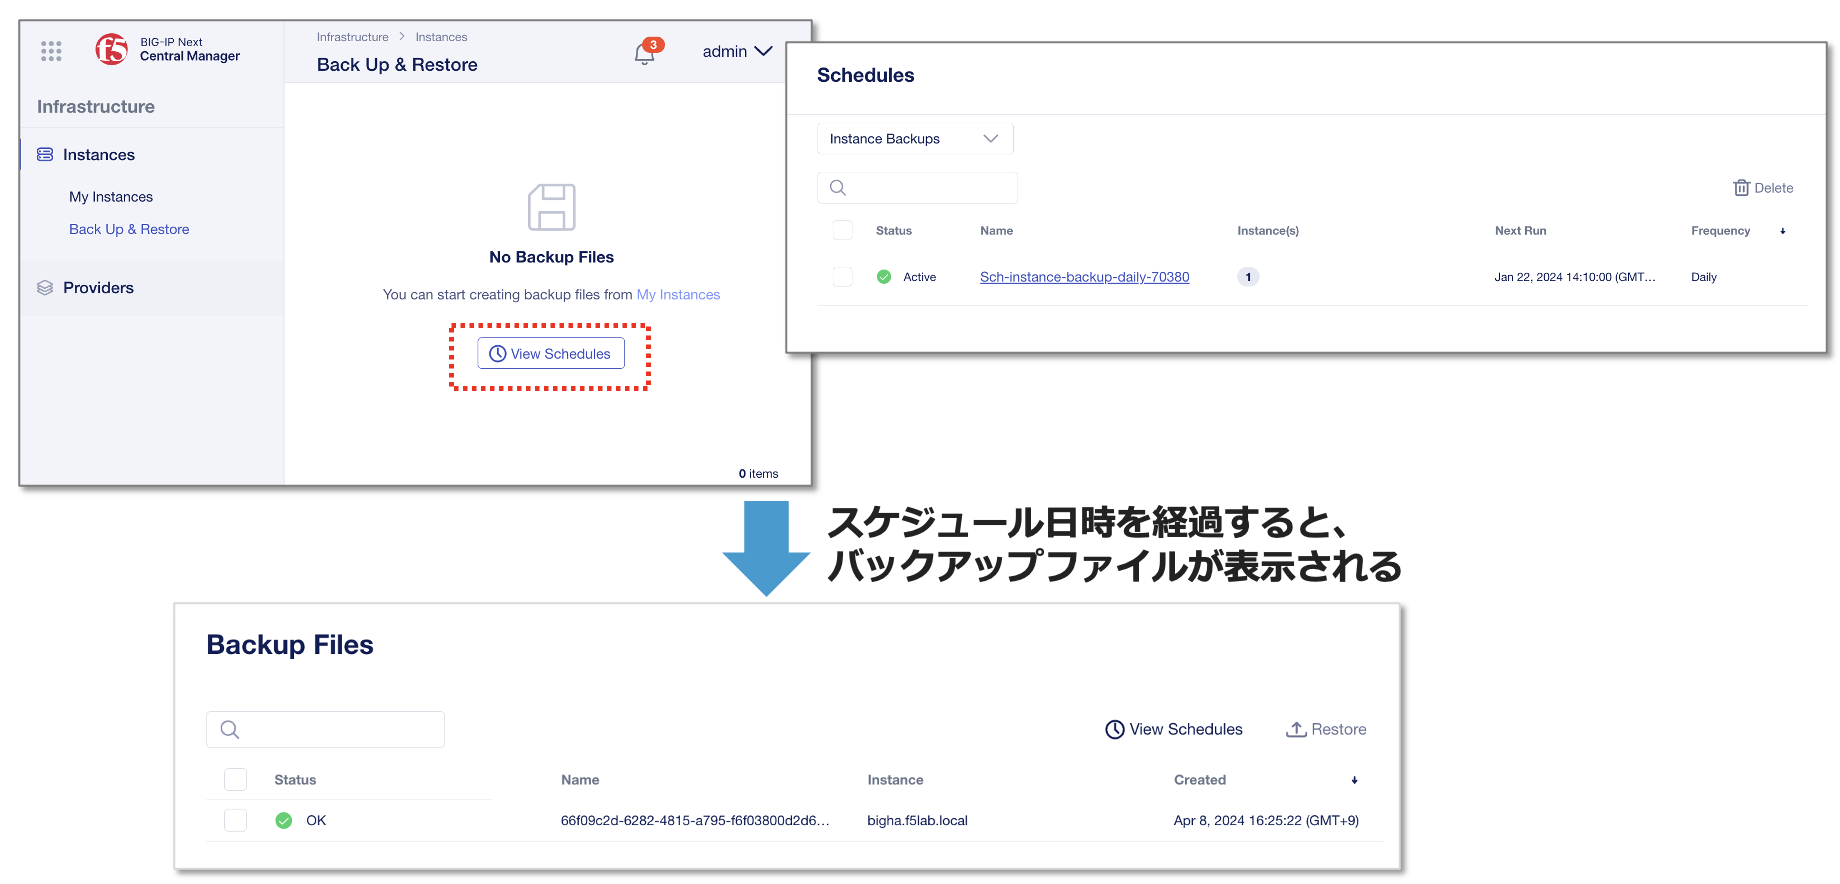 f5
BIG-IP Next
Central Manager
Infrastructure
Instances
My Instances
Back Up & Restore
Providers
Infrastructure > Instances
Back Up & Restore
3
admin
No Backup Files
You can start creating backup files from My Instances
View Schedules
0 items
Schedules
Instance Backups
Delete
Status Name Instance(s) Next Run Frequency
Active Sch-instance-backup-daily-70380 1 Jan 22, 2024 14:10:00 (GMT... Daily
スケジュール日時を経過すると、
バックアップファイルが表示される
Backup Files
View Schedules Restore
Status Name Instance Created
OK 66f09c2d-6282-4815-a795-f6f03800d2d6... bigha.f5lab.local Apr 8, 2024 16:25:22 (GMT+9)